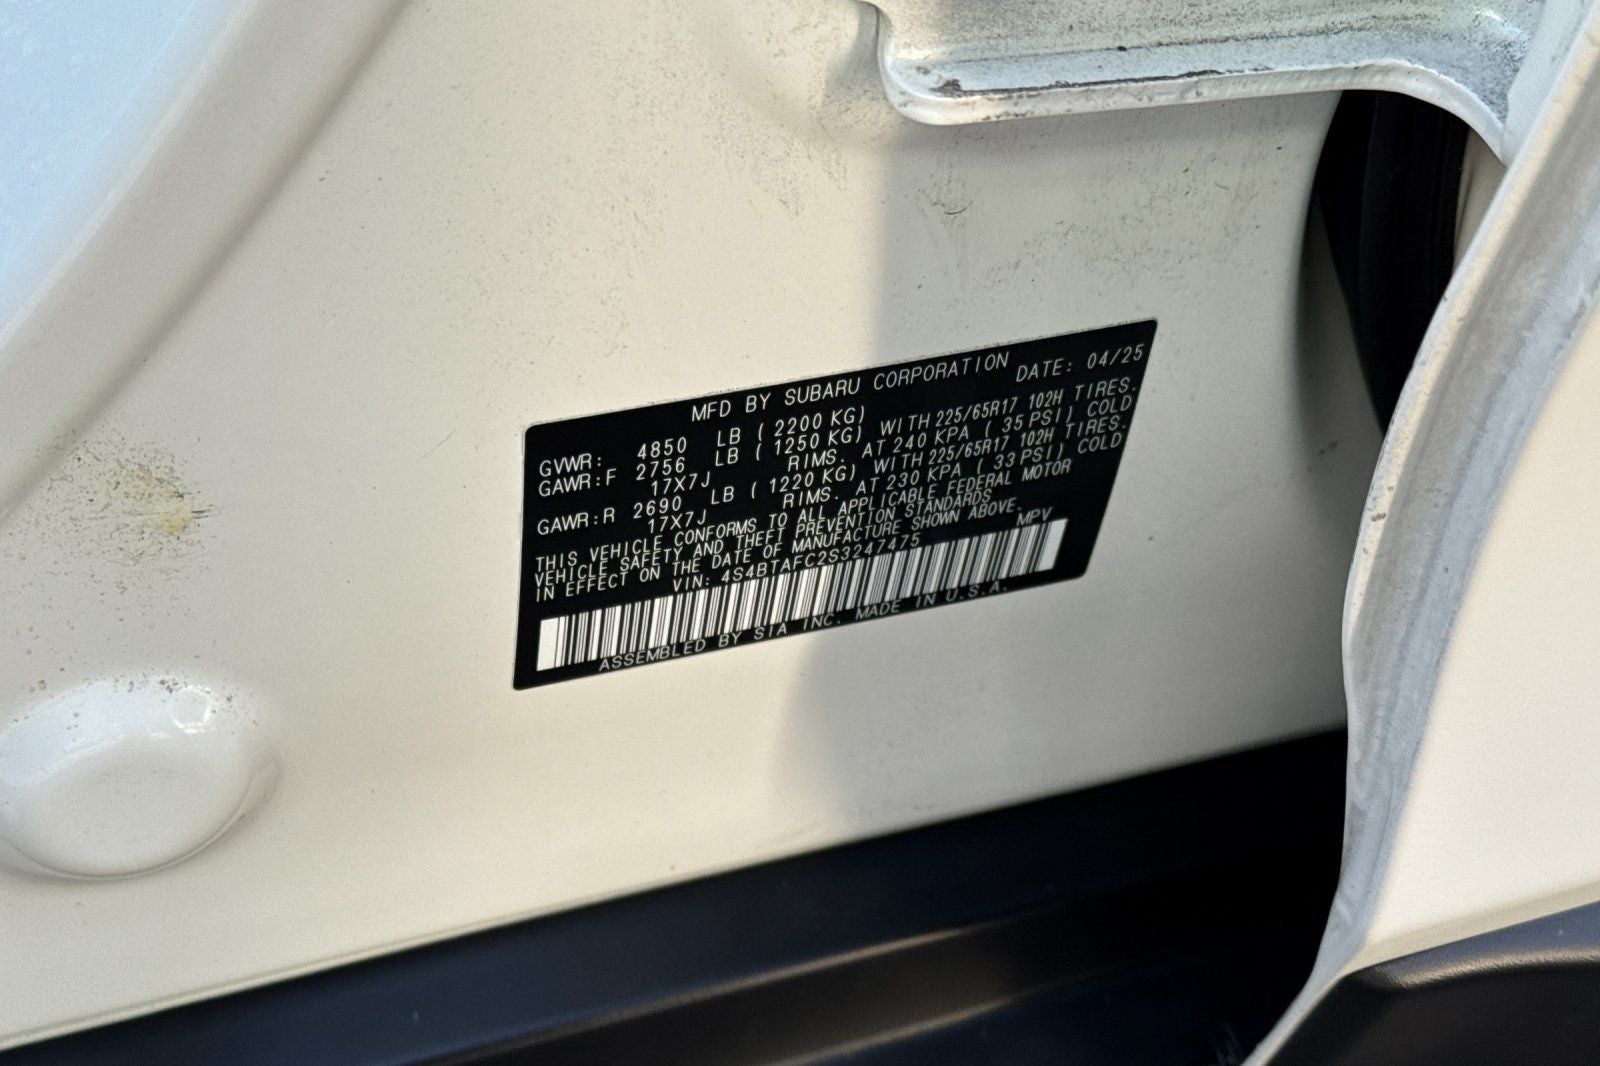 MFD BY SUBARU CORPORATION
DATE: 04/25
GVWR: 4850 LB (2200 KG)
GAWR:F 2756 LB (1250 KG) WITH 225/65R17 102H TIRES.
17X7J RIMS. AT 240 KPA (35 PSI) COLD
GAWR:R 2690 LB (1220 KG) WITH 225/65R17 102H TIRES.
17X7J RIMS. AT 230 KPA (33 PSI) COLD
THIS VEHICLE CONFORMS TO ALL APPLICABLE FEDERAL MOTOR
VEHICLE SAFETY AND THEFT PREVENTION STANDARDS
IN EFFECT ON THE DATE OF MANUFACTURE SHOWN ABOVE.
VIN: 4S4BTAFC2S3247475 MPV
ASSEMBLED BY SIA INC. MADE IN U.S.A.